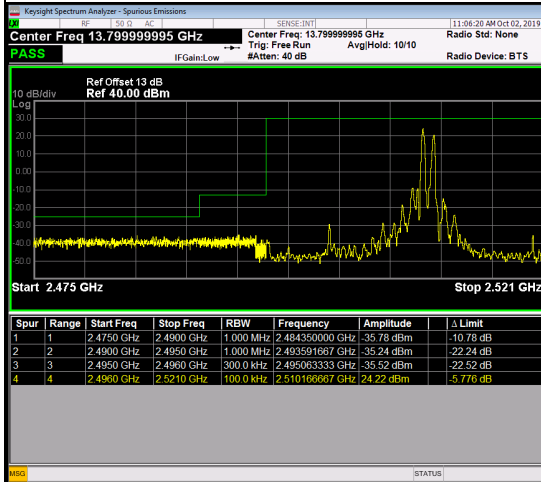 Keysight Spectrum Analyzer - Spurious Emissions
RF 50 Ω AC SENSE:INT 11:06:20 AM Oct 02, 2019
Center Freq 13.799999995 GHz Center Freq: 13.799999995 GHz Radio Std: None
Trig: Free Run Avg|Hold: 10/10
PASS IFGain:Low #Atten: 40 dB Radio Device: BTS
Ref Offset 13 dB
10 dB/div Ref 40.00 dBm
Log
30.0
20.0
10.0
0.00
-10.0
-20.0
-30.0
-40.0
-50.0
Start 2.475 GHz Stop 2.521 GHz
Spur Range Start Freq Stop Freq RBW Frequency Amplitude Δ Limit
1 1 2.4750 GHz 2.4900 GHz 1.000 MHz 2.484350000 GHz -35.78 dBm -10.78 dB
2 2 2.4900 GHz 2.4950 GHz 1.000 MHz 2.493591667 GHz -35.24 dBm -22.24 dB
3 3 2.4950 GHz 2.4960 GHz 300.0 kHz 2.495063333 GHz -35.52 dBm -22.52 dB
4 4 2.4960 GHz 2.5210 GHz 100.0 kHz 2.510166667 GHz 24.22 dBm -5.776 dB
MSG STATUS